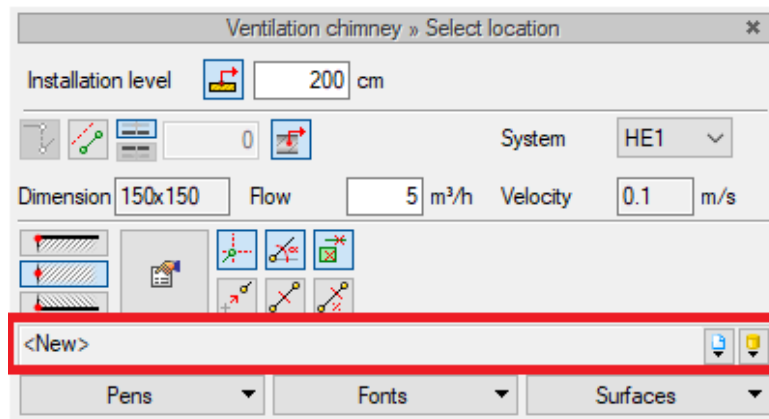 Ventilation chimney » Select location
Installation level 200 cm
0 System HE1
Dimension 150x150 Flow 5 m³/h Velocity 0.1 m/s
<New>
Pens Fonts Surfaces